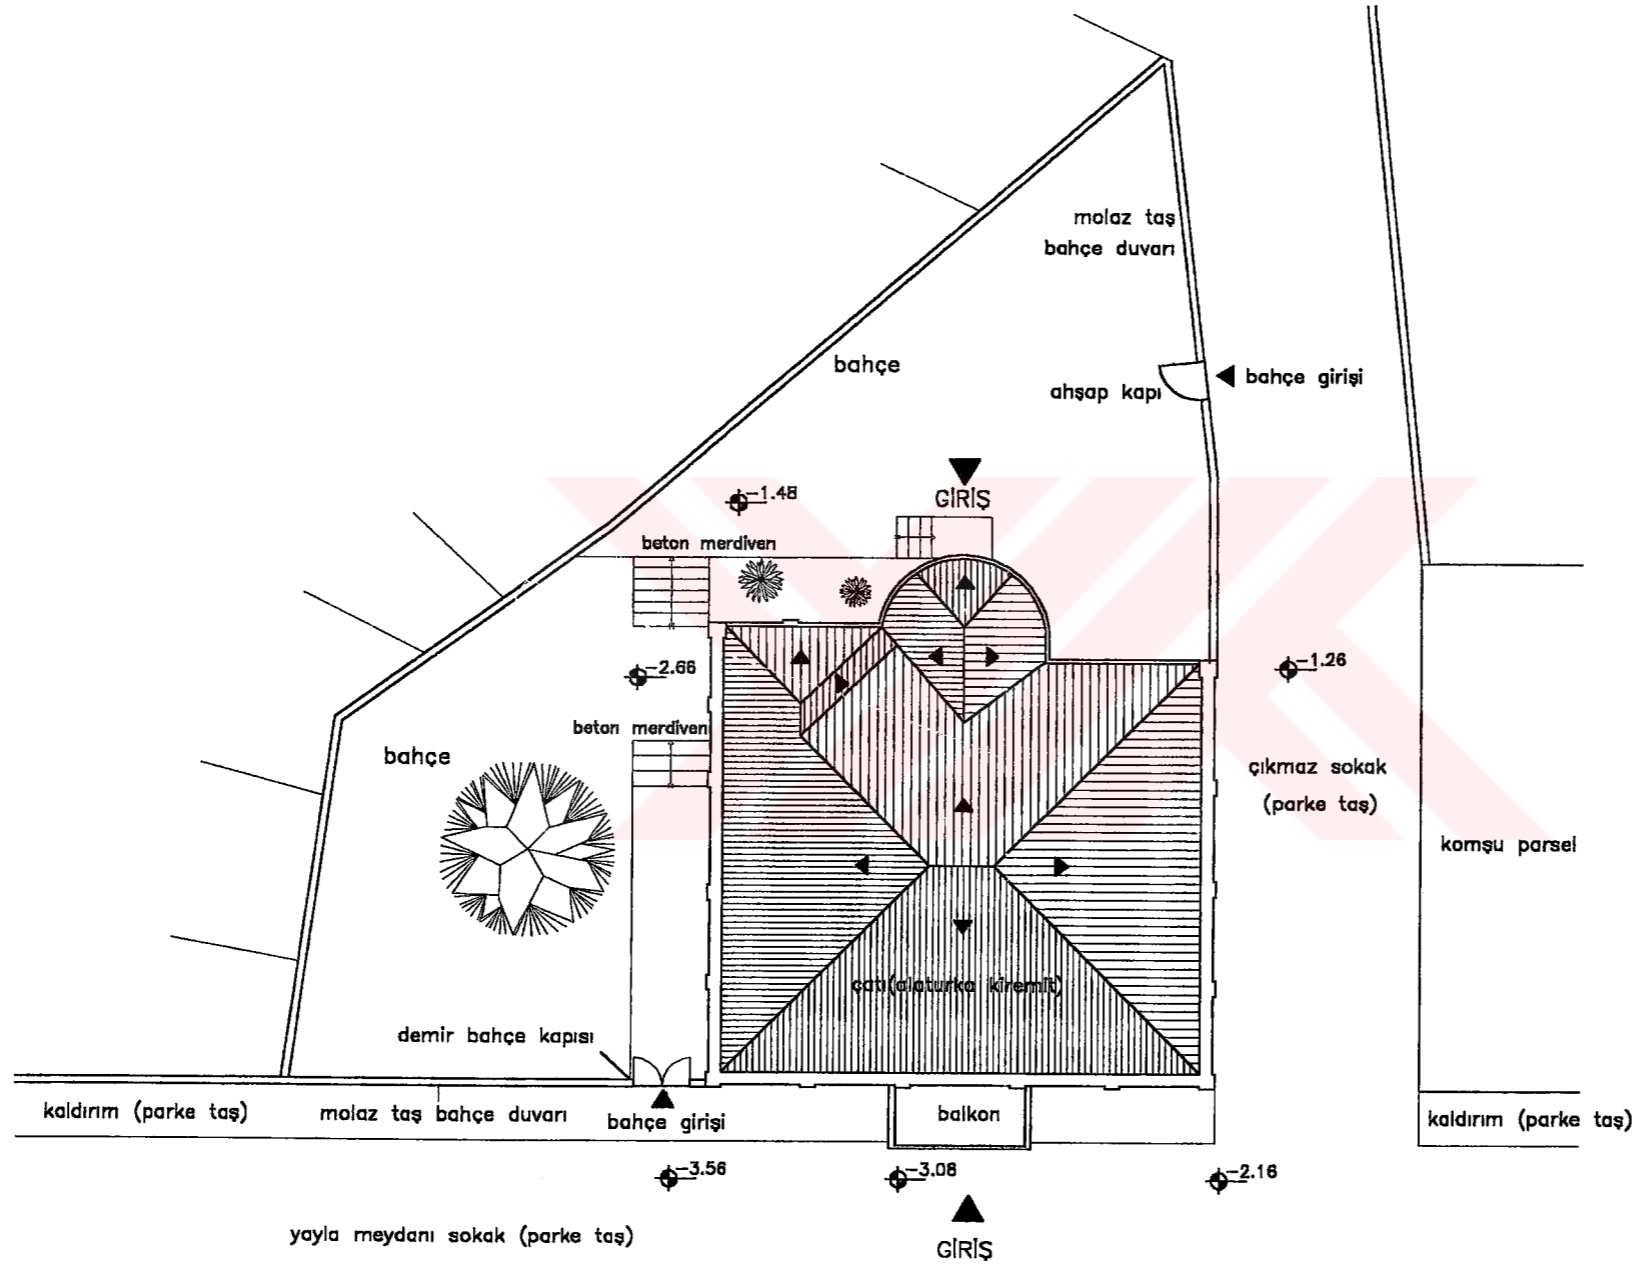 molaz taş
bahçe duvarı
bahçe
ahşap kapı
bahçe girişi
GİRİŞ
-1.48
beton merdiven
-2.66
-1.26
beton merdiven
bahçe
çıkmaz sokak
(parke taş)
komşu parsel
çatı(alaturka kiremit)
demir bahçe kapısı
kaldırım (parke taş)
molaz taş bahçe duvarı
bahçe girişi
balkon
kaldırım (parke taş)
-3.56
-3.08
-2.16
yayla meydanı sokak (parke taş)
GİRİŞ